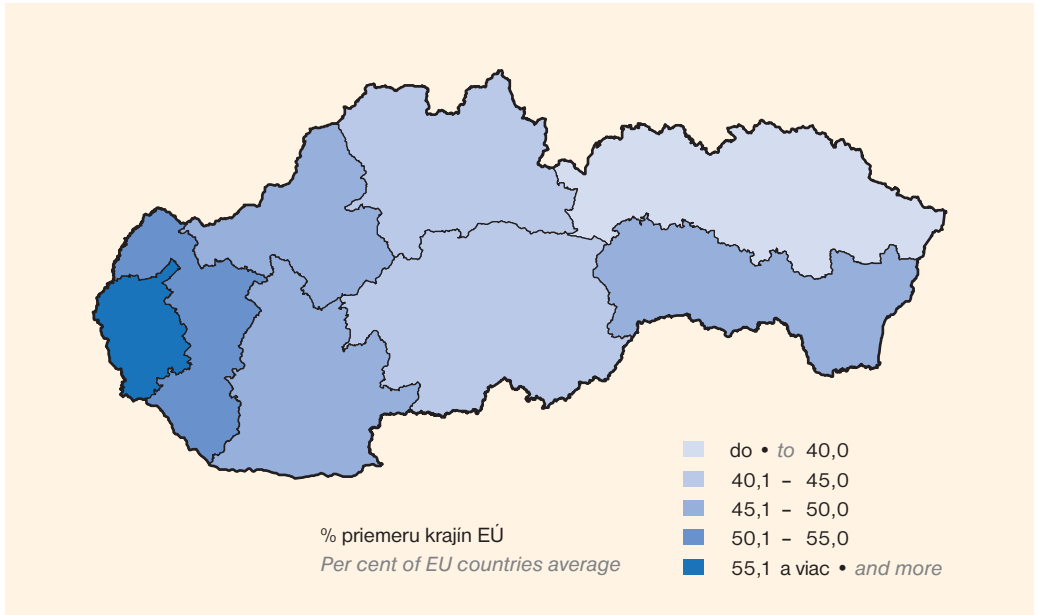 do • to 40,0
40,1 – 45,0
45,1 – 50,0
50,1 – 55,0
55,1 a viac • and more
% priemeru krajín EÚ
Per cent of EU countries average